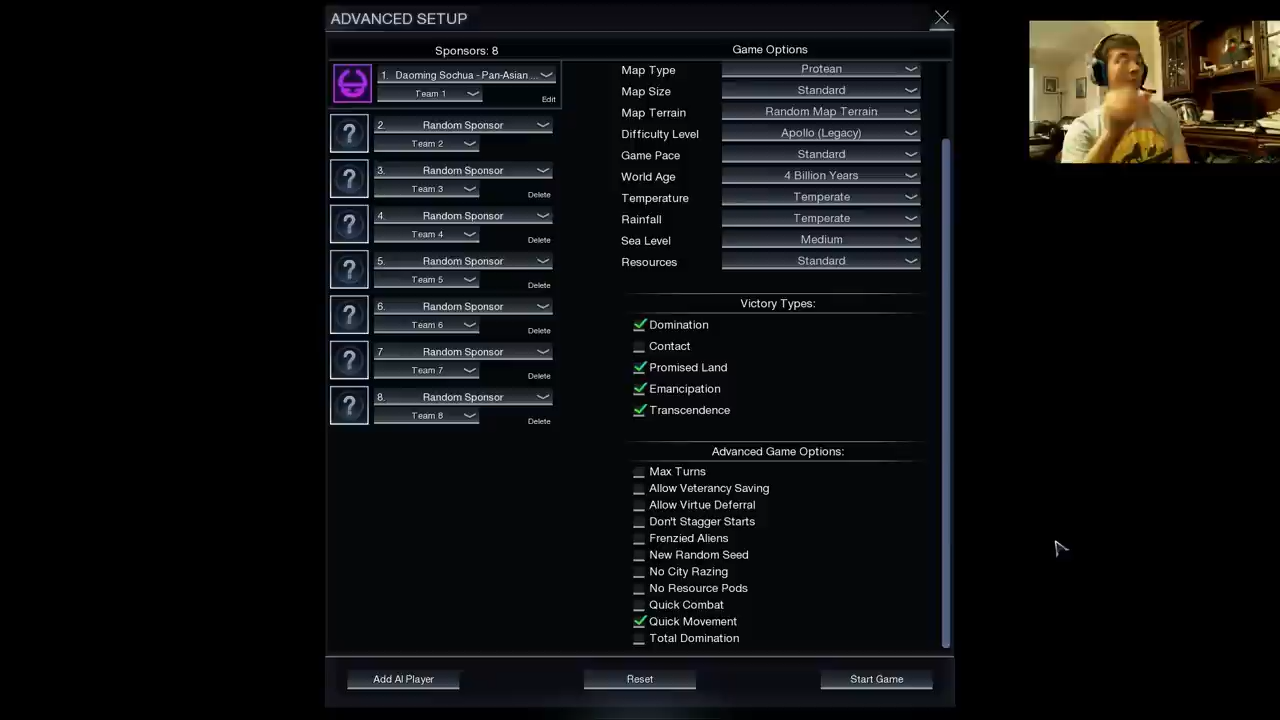 ADVANCED SETUP
Sponsors: 8
1. Daoming Sochua - Pan-Asian ...
Team 1
Edit
2. Random Sponsor
Team 2
3. Random Sponsor
Team 3
Delete
4. Random Sponsor
Team 4
Delete
5. Random Sponsor
Team 5
Delete
6. Random Sponsor
Team 6
Delete
7 Random Sponsor
Team 7
Delete
8. Random Sponsor
Team 8
Delete
Game Options
Map Type Protean
Map Size Standard
Map Terrain Random Map Terrain
Difficulty Level Apollo (Legacy)
Game Pace Standard
World Age 4 Billion Years
Temperature Temperate
Rainfall Temperate
Sea Level Medium
Resources Standard
Victory Types:
Domination
Contact
Promised Land
Emancipation
Transcendence
Advanced Game Options:
Max Turns
Allow Veterancy Saving
Allow Virtue Deferral
Don't Stagger Starts
Frenzied Aliens
New Random Seed
No City Razing
No Resource Pods
Quick Combat
Quick Movement
Total Domination
Add AI Player
Reset
Start Game